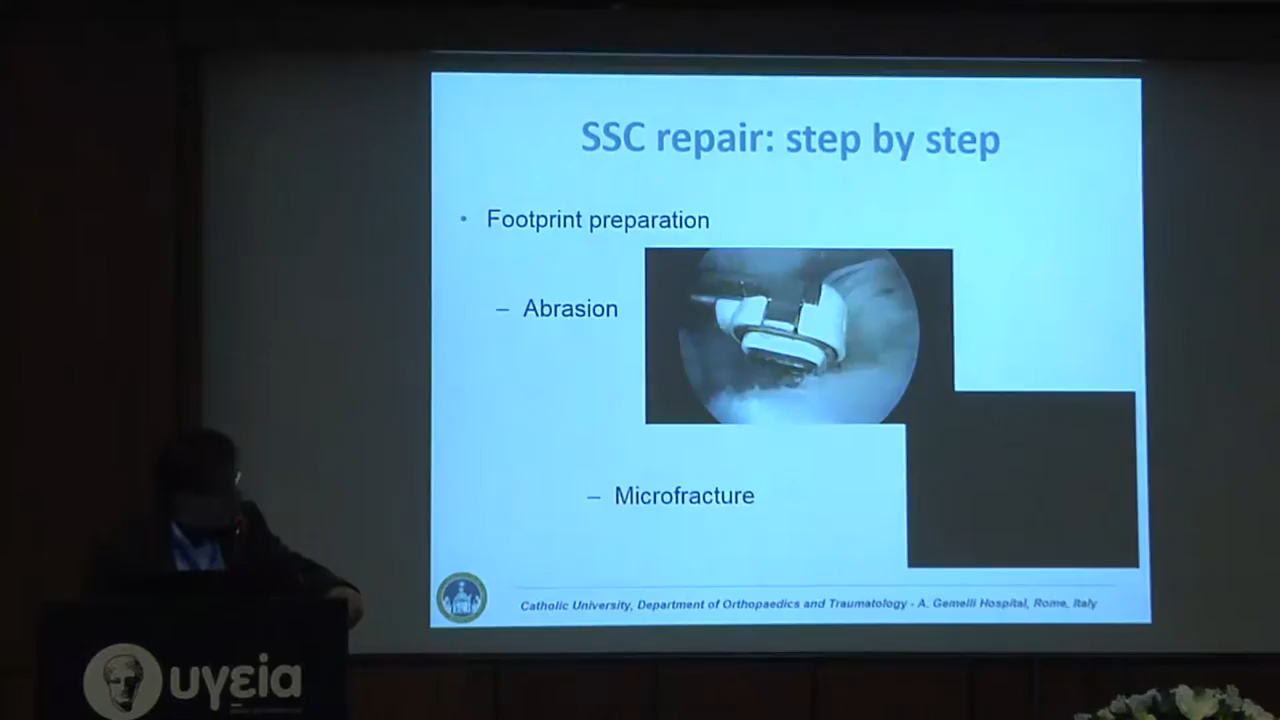 SSC repair: step by step
• Footprint preparation
– Abrasion
– Microfracture
Catholic University, Department of Orthopaedics and Traumatology - A. Gemelli Hospital, Rome, Italy
υγεία